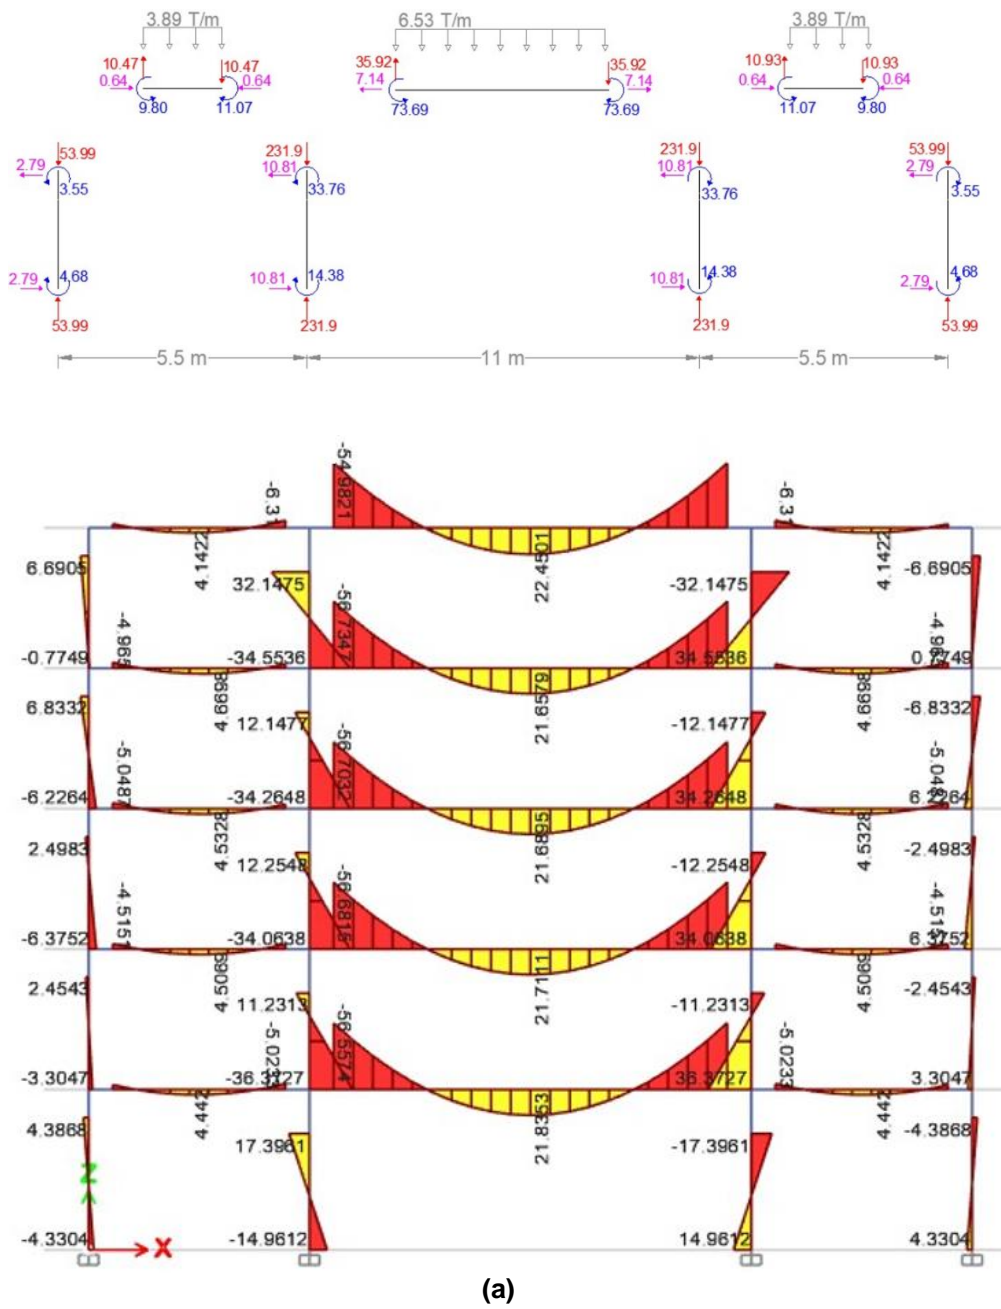 3.89 T/m 6.53 T/m 3.89 T/m
10.47 10.47 35.92 35.92 10.93 10.93
0.64 0.64 7.14 7.14 0.64 0.64
9.80 11.07 73.69 73.69 11.07 9.80
53.99 231.9 231.9 53.99
2.79 10.81 10.81 2.79
3.55 33.76 33.76 3.55
4.68 14.38 14.38 4.68
2.79 10.81 10.81 2.79
53.99 231.9 231.9 53.99
5.5 m 11 m 5.5 m
-6.31 -54.9821 -6.31
6.6905 4.1422 32.1475 22.4501 -32.1475 4.1422 -6.6905
-4.965 -56.7347 -4.965
-0.7749 -34.5536 34.5536 0.7749
6.8332 4.6698 12.1477 21.6579 -12.1477 4.6698 -6.8332
-5.0487 -56.7032 -5.048
-6.2264 -34.2648 34.2648 6.2264
2.4983 4.5328 12.2548 21.6895 -12.2548 4.5328 -2.4983
-4.5151 -56.6815 -4.515
-6.3752 -34.0638 34.0638 6.3752
2.4543 4.509 11.2313 21.7111 -11.2313 4.509 -2.4543
-5.0233 -56.5574 -5.0233
-3.3047 -36.3727 36.3727 3.3047
4.3868 4.442 17.3961 21.8353 -17.3961 4.442 -4.3868
Z
-4.3304 X -14.9612 14.9612 4.3304
(a)